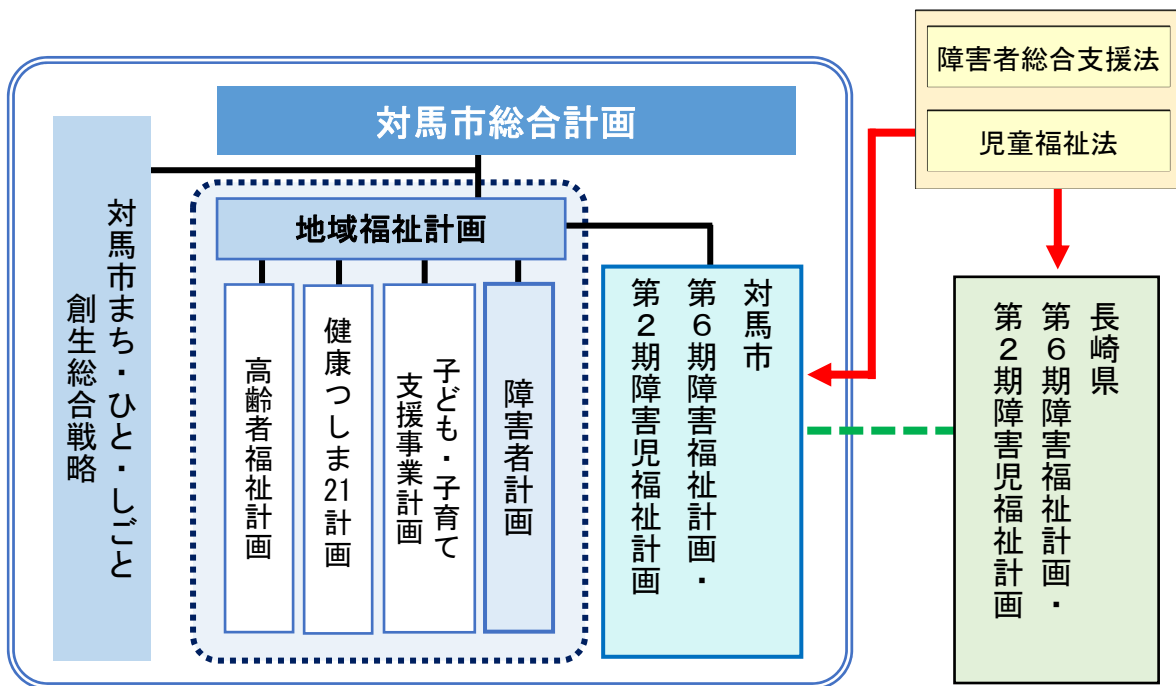 障害者総合支援法
児童福祉法
対馬市総合計画
対馬市まち・ひと・しごと
創生総合戦略
地域福祉計画
高齢者福祉計画
健康つしま21計画
子ども・子育て
支援事業計画
障害者計画
対馬市
第６期障害福祉計画・
第２期障害児福祉計画
長崎県
第６期障害福祉計画・
第２期障害児福祉計画